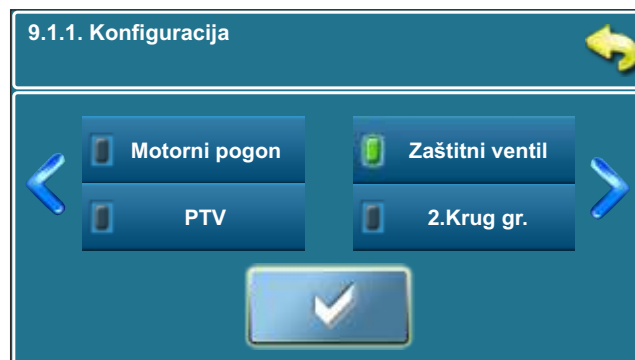 9.1.1. Konfiguracija
Motorni pogon
Zaštitni ventil
PTV
2.Krug gr.